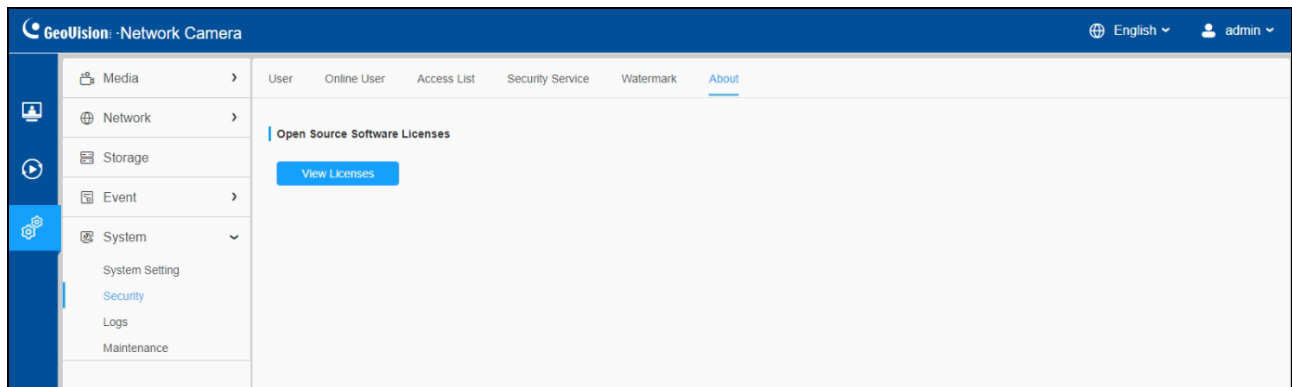 GeoVision -Network Camera
English
admin
Media
Network
Storage
Event
System
System Setting
Security
Logs
Maintenance
User Online User Access List Security Service Watermark About
Open Source Software Licenses
View Licenses